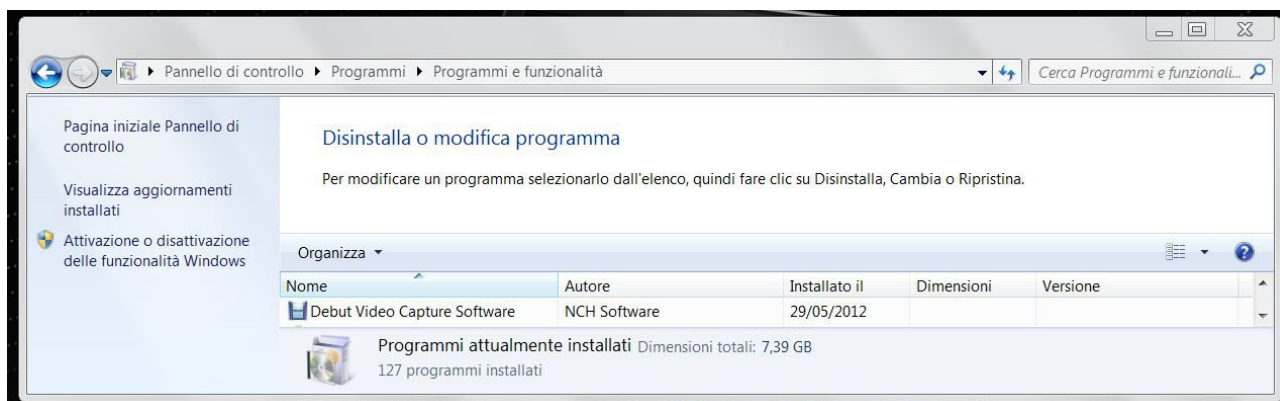 Pannello di controllo ▸ Programmi ▸ Programmi e funzionalità
Cerca Programmi e funzionali...
Pagina iniziale Pannello di
controllo
Visualizza aggiornamenti
installati
Attivazione o disattivazione
delle funzionalità Windows
Disinstalla o modifica programma
Per modificare un programma selezionarlo dall'elenco, quindi fare clic su Disinstalla, Cambia o Ripristina.
Organizza
Nome Autore Installato il Dimensioni Versione
Debut Video Capture Software NCH Software 29/05/2012
Programmi attualmente installati Dimensioni totali: 7,39 GB
127 programmi installati